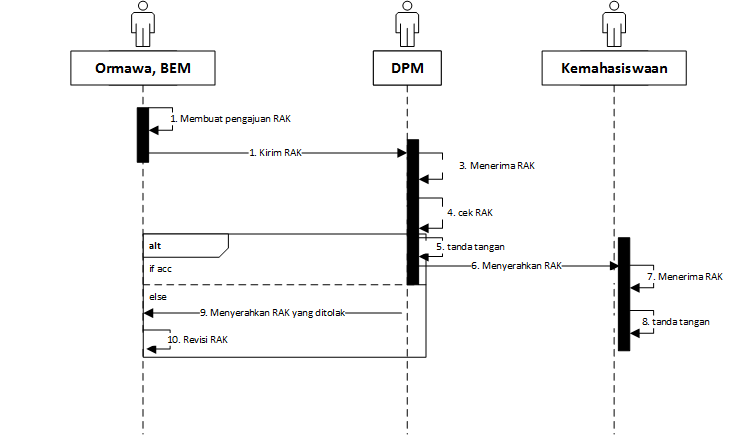 Ormawa, BEM
DPM
Kemahasiswaan
1. Membuat pengajuan RAK
1. Kirim RAK
3. Menerima RAK
4. cek RAK
alt
5. tanda tangan
if acc
6. Menyerahkan RAK
7. Menerima RAK
else
9. Menyerahkan RAK yang ditolak
8. tanda tangan
10. Revisi RAK